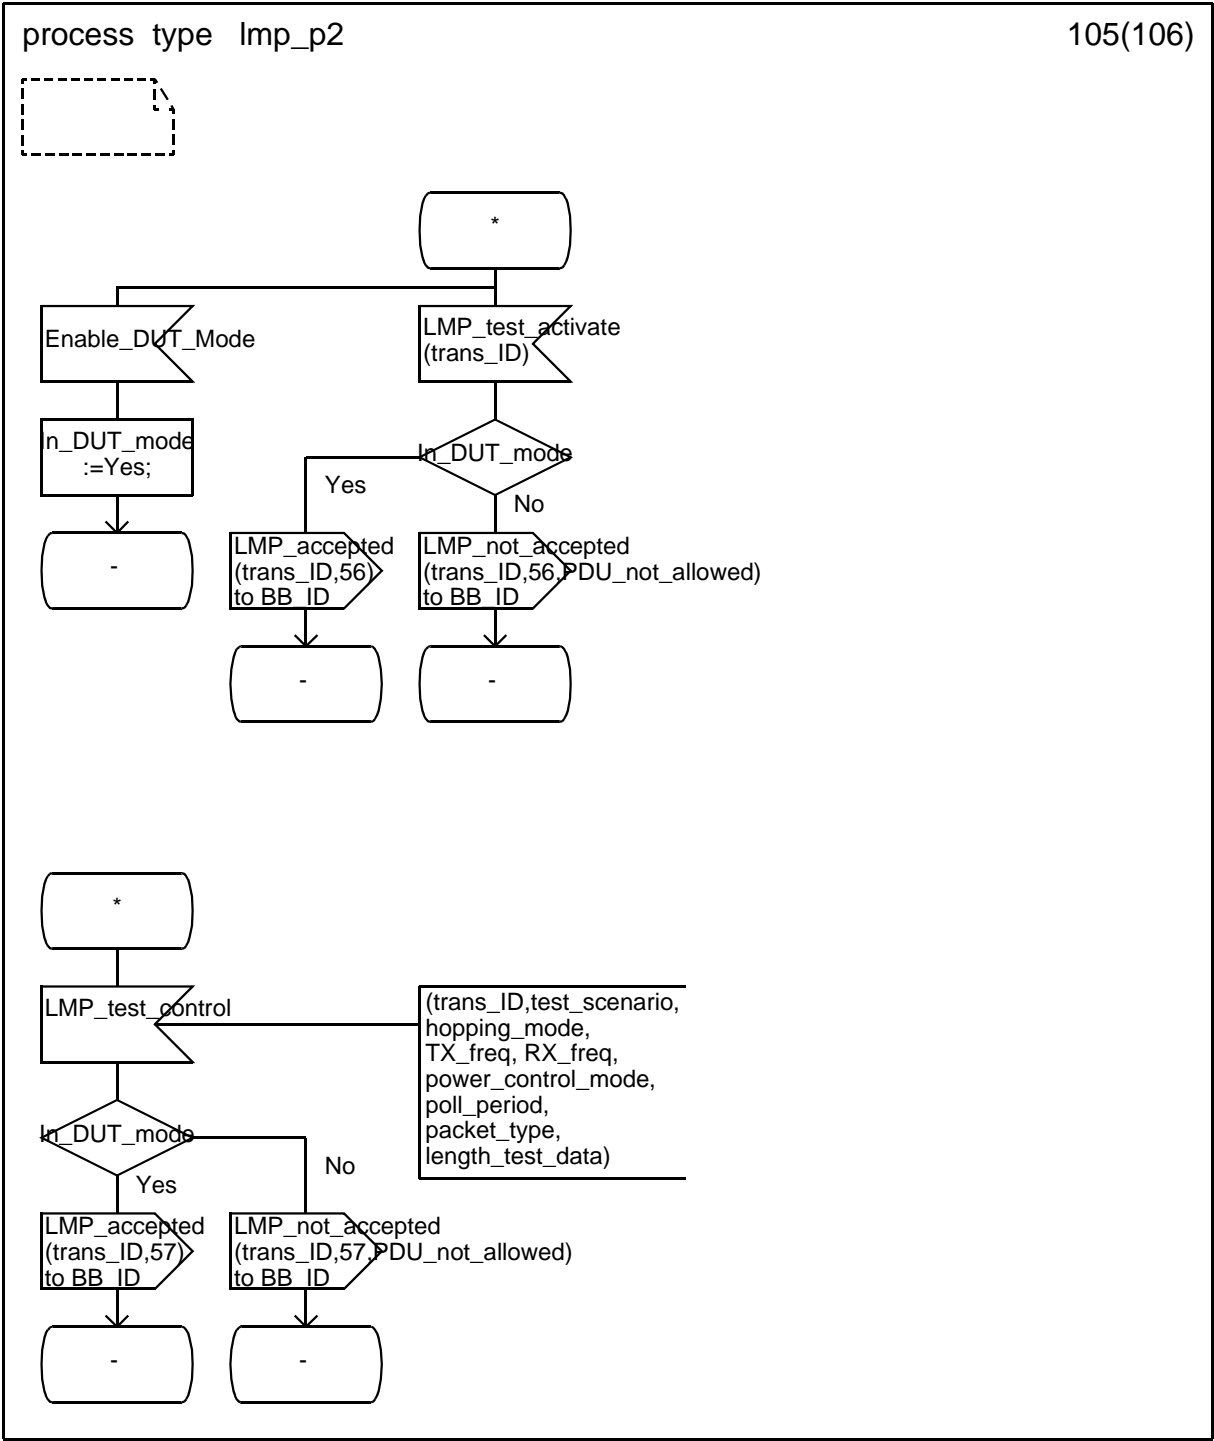 process type lmp_p2
105(106)
*
Enable_DUT_Mode
LMP_test_activate
(trans_ID)
In_DUT_mode
:=Yes;
In_DUT_mode
Yes
No
-
LMP_accepted
(trans_ID,56)
to BB_ID
LMP_not_accepted
(trans_ID,56,PDU_not_allowed)
to BB_ID
-
-
*
LMP_test_control
(trans_ID,test_scenario,
hopping_mode,
TX_freq, RX_freq,
power_control_mode,
poll_period,
packet_type,
length_test_data)
In_DUT_mode
No
Yes
LMP_accepted
(trans_ID,57)
to BB_ID
LMP_not_accepted
(trans_ID,57,PDU_not_allowed)
to BB_ID
-
-